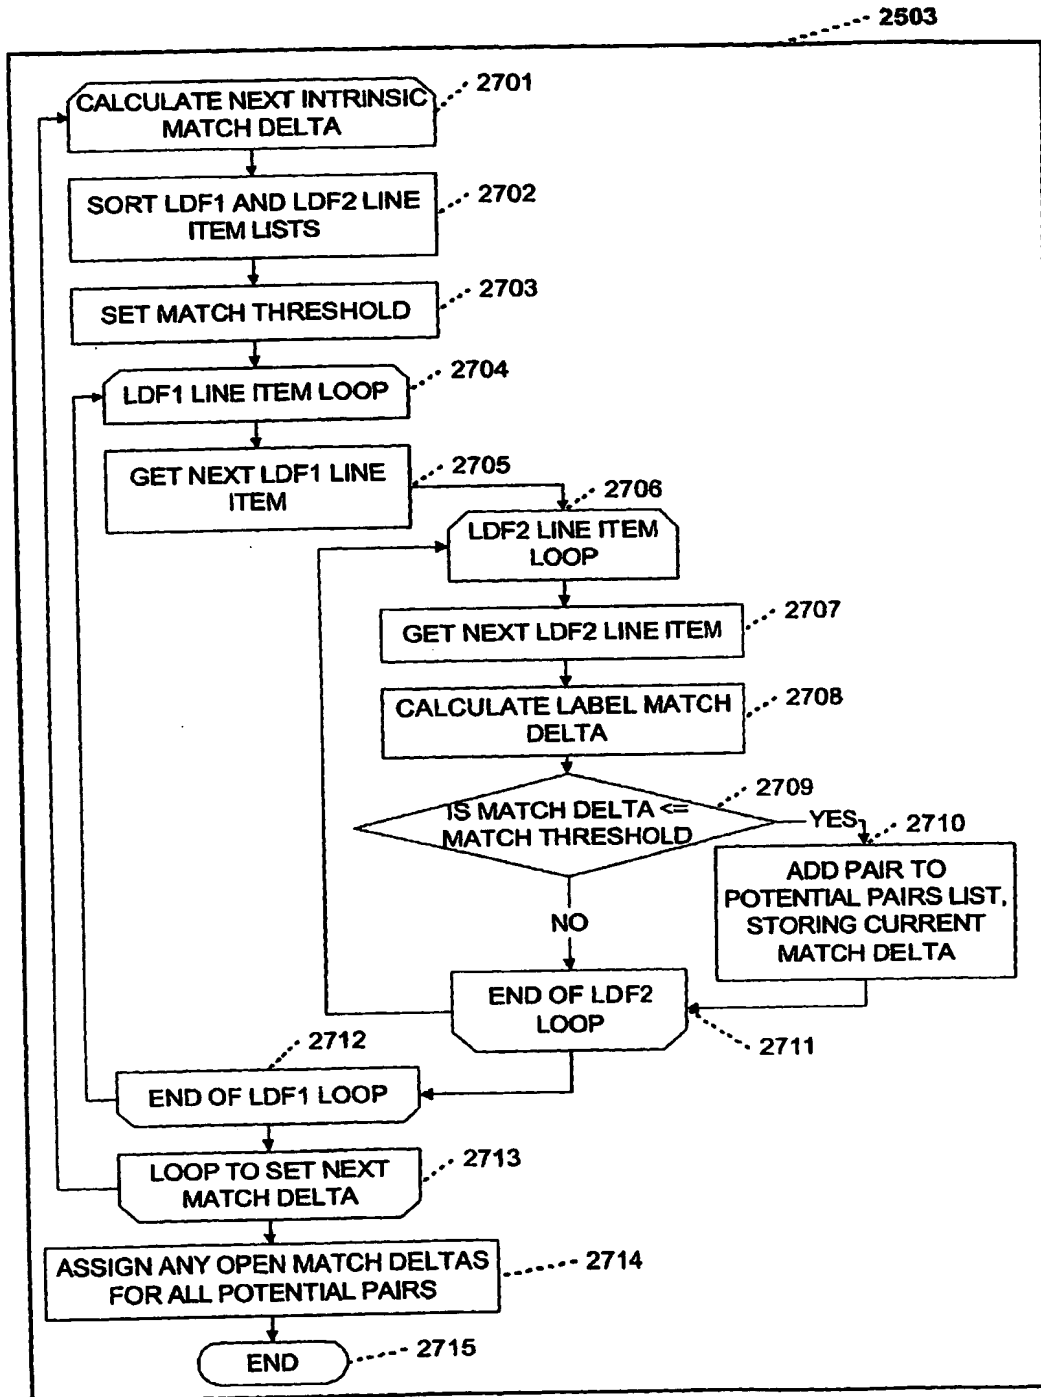 2503
CALCULATE NEXT INTRINSIC
MATCH DELTA
2701
SORT LDF1 AND LDF2 LINE
ITEM LISTS
2702
SET MATCH THRESHOLD
2703
LDF1 LINE ITEM LOOP
2704
GET NEXT LDF1 LINE
ITEM
2705
2706
LDF2 LINE ITEM
LOOP
GET NEXT LDF2 LINE ITEM
2707
CALCULATE LABEL MATCH
DELTA
2708
IS MATCH DELTA <=
MATCH THRESHOLD
2709
YES
2710
ADD PAIR TO
POTENTIAL PAIRS LIST,
STORING CURRENT
MATCH DELTA
NO
END OF LDF2
LOOP
2711
2712
END OF LDF1 LOOP
LOOP TO SET NEXT
MATCH DELTA
2713
ASSIGN ANY OPEN MATCH DELTAS
FOR ALL POTENTIAL PAIRS
2714
END
2715